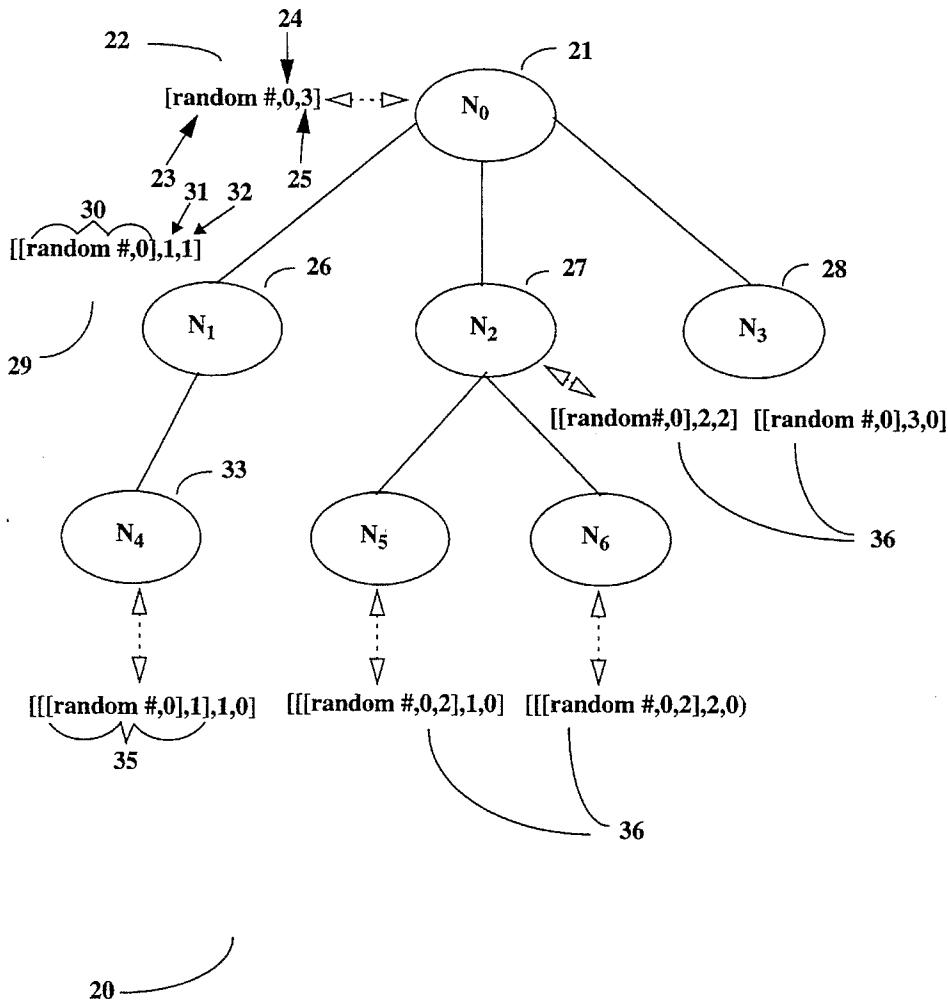 24
22
21
[random #,0,3]
N0
23
25
31
32
30
[[random #,0],1,1]
26
27
28
N1
N2
N3
29
[[random#,0],2,2] [[random #,0],3,0]
33
N4
N5
N6
36
[[[random #,0],1],1,0] [[[random #,0,2],1,0] [[[random #,0,2],2,0)
35
36
20